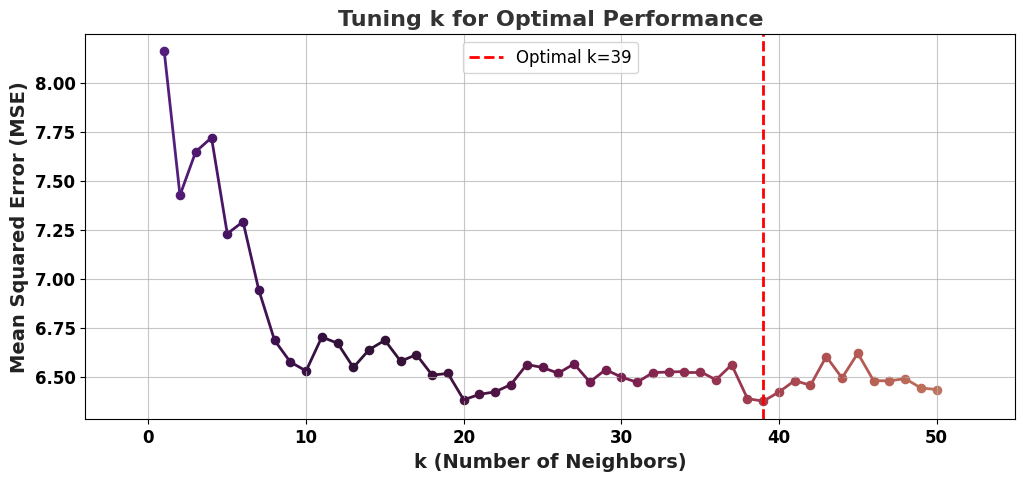 Tuning k for Optimal Performance
Optimal k=39
Mean Squared Error (MSE)
8.00
7.75
7.50
7.25
7.00
6.75
6.50
0 10 20 30 40 50
k (Number of Neighbors)